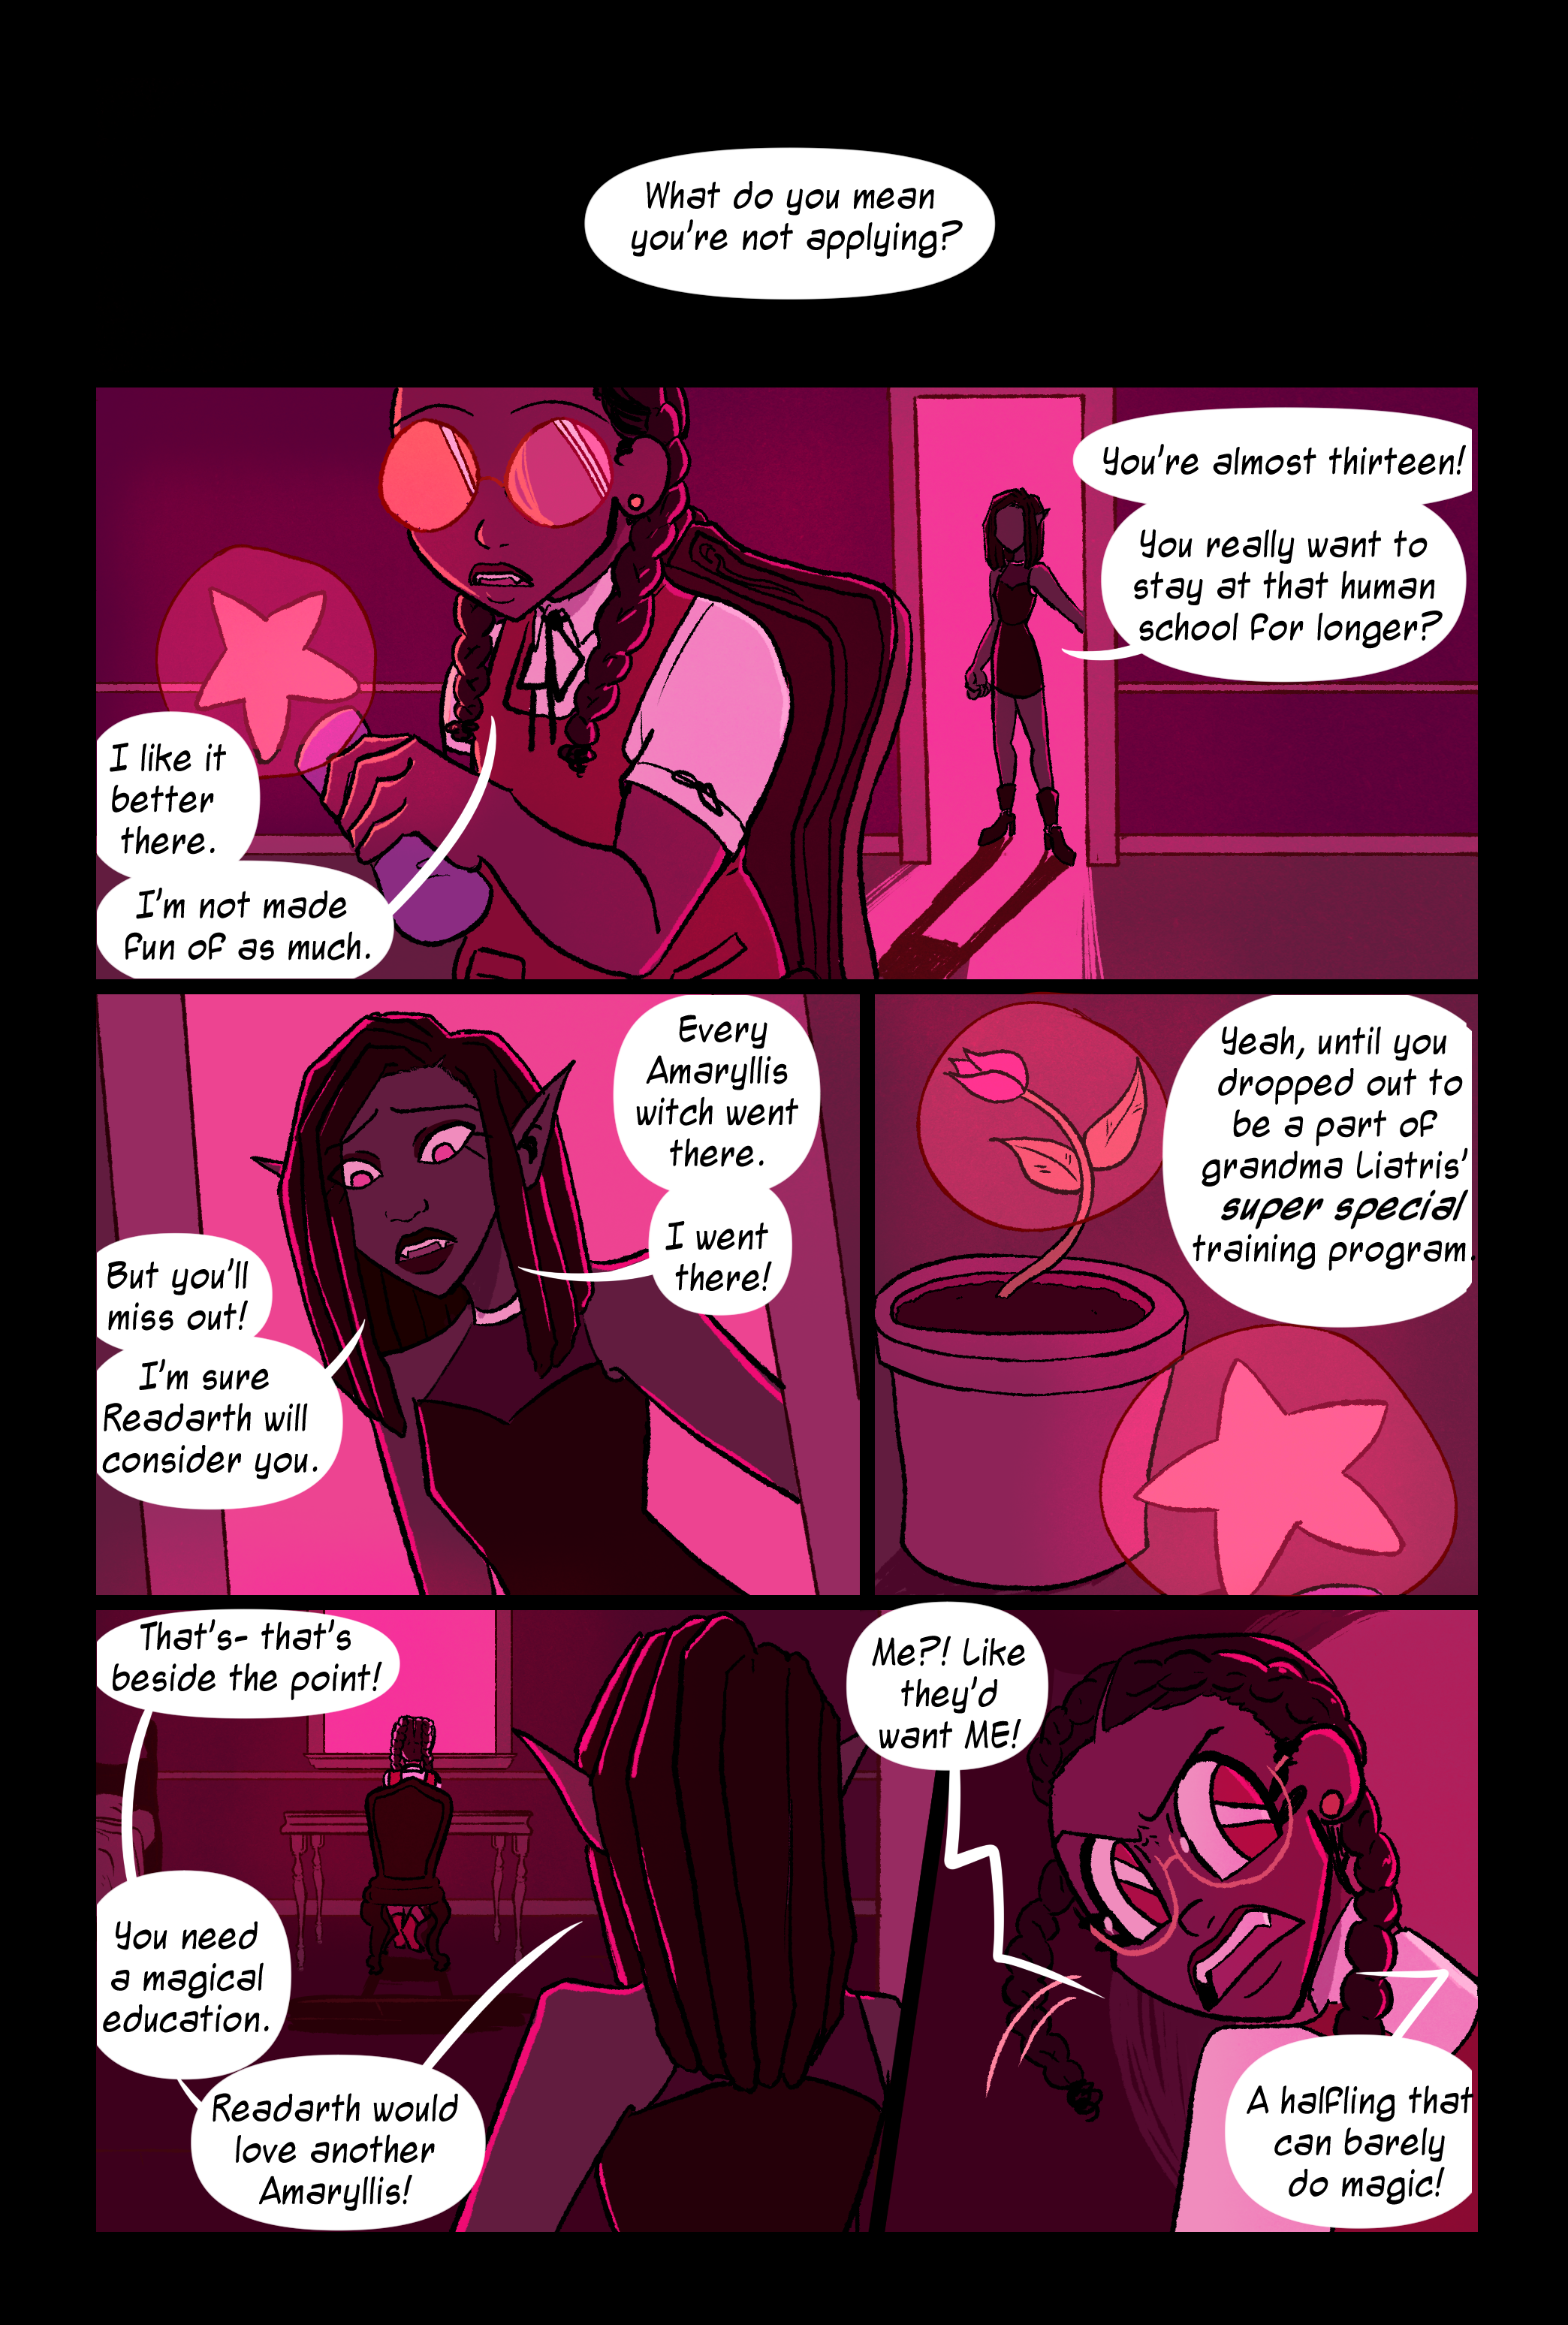 What do you mean
you're not applying?
You're almost thirteen!
You really want to
stay at that human
school for longer?
I like it
better
there.
I'm not made
fun of as much.
Every
Amaryllis
witch went
there.
I went
there!
But you'll
miss out!
I'm sure
Readarth will
consider you.
Yeah, until you
dropped out to
be a part of
grandma Liatris'
super special
training program.
That's- that's
beside the point!
You need
a magical
education.
Readarth would
love another
Amaryllis!
Me?! Like
they'd
want ME!
A halfling that
can barely
do magic!